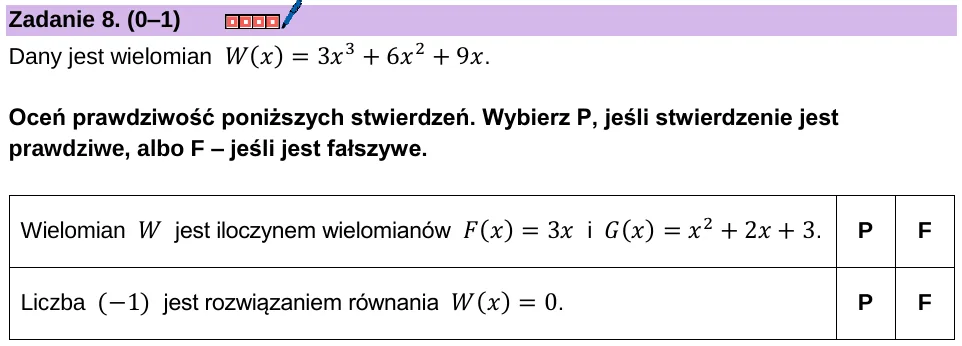 Zadanie 8. (0–1)
Dany jest wielomian W(x) = 3x³ + 6x² + 9x.
Oceń prawdziwość poniższych stwierdzeń. Wybierz P, jeśli stwierdzenie jest
prawdziwe, albo F – jeśli jest fałszywe.
Wielomian W jest iloczynem wielomianów F(x) = 3x i G(x) = x² + 2x + 3. P F
Liczba (−1) jest rozwiązaniem równania W(x) = 0. P F